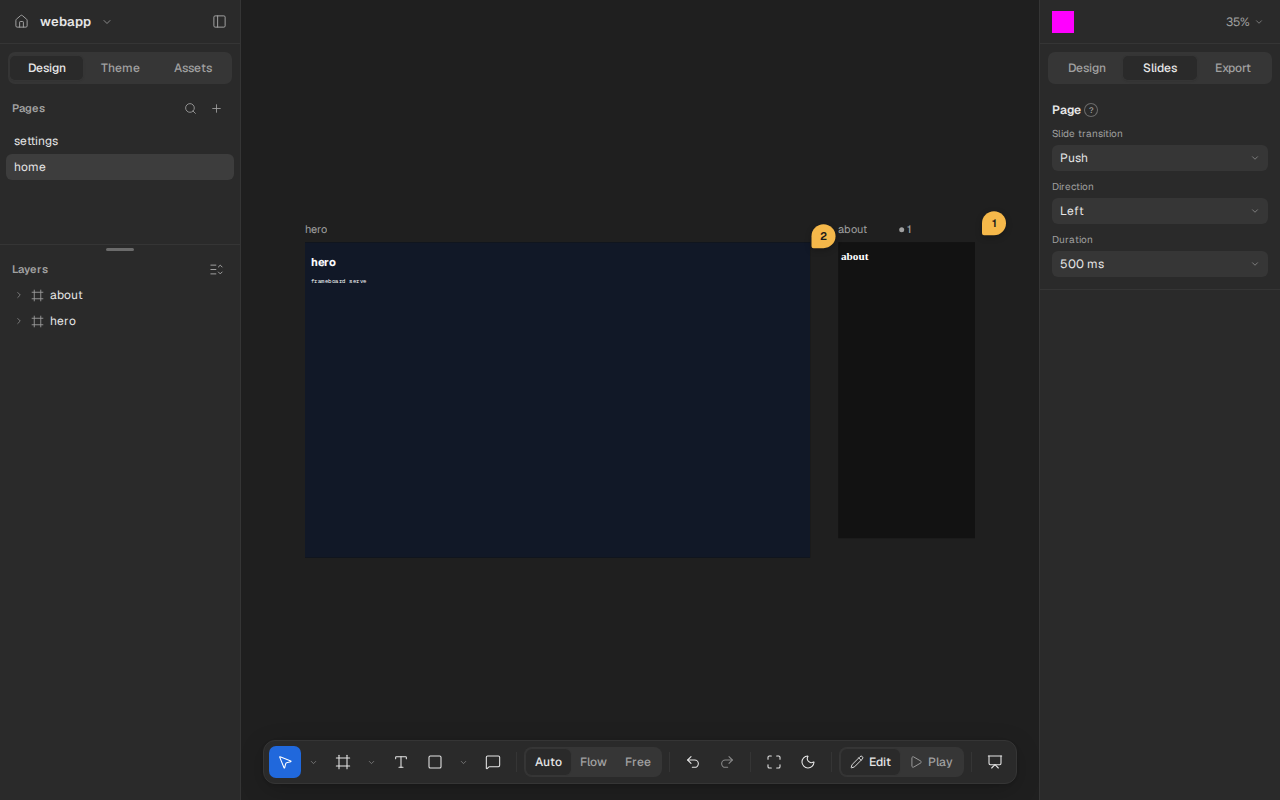 webapp
Design Theme Assets
Pages
settings
home
Layers
about
hero
hero
2
about 1
1
hero
frameboard serve
about
Auto Flow Free
Edit Play
35%
Design Slides Export
Page ?
Slide transition
Push
Direction
Left
Duration
500 ms